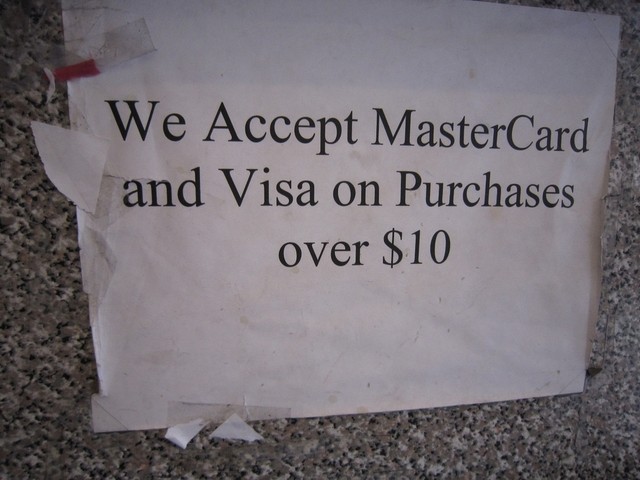 We Accept MasterCard
and Visa on Purchases
over $10